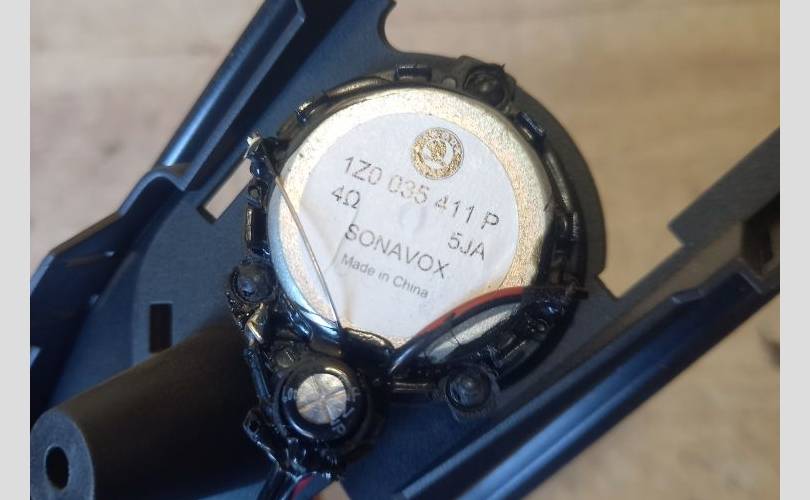 1Z0 035 411 P
4Ω 5JA
SONAVOX
Made in China